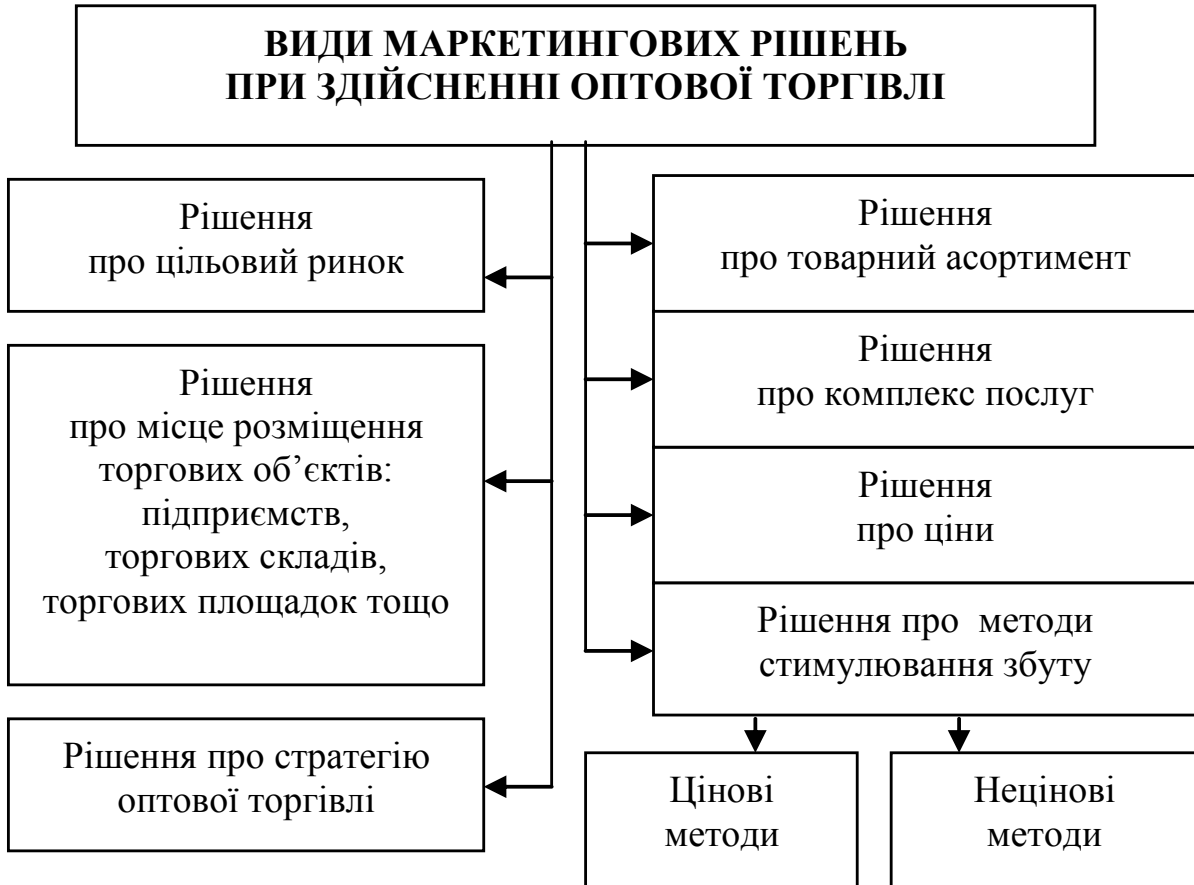 ВИДИ МАРКЕТИНГОВИХ РІШЕНЬ
ПРИ ЗДІЙСНЕННІ ОПТОВОЇ ТОРГІВЛІ
Рішення
про цільовий ринок
Рішення
про місце розміщення
торгових об’єктів:
підприємств,
торгових складів,
торгових площадок тощо
Рішення про стратегію
оптової торгівлі
Рішення
про товарний асортимент
Рішення
про комплекс послуг
Рішення
про ціни
Рішення про методи
стимулювання збуту
Цінові
методи
Нецінові
методи